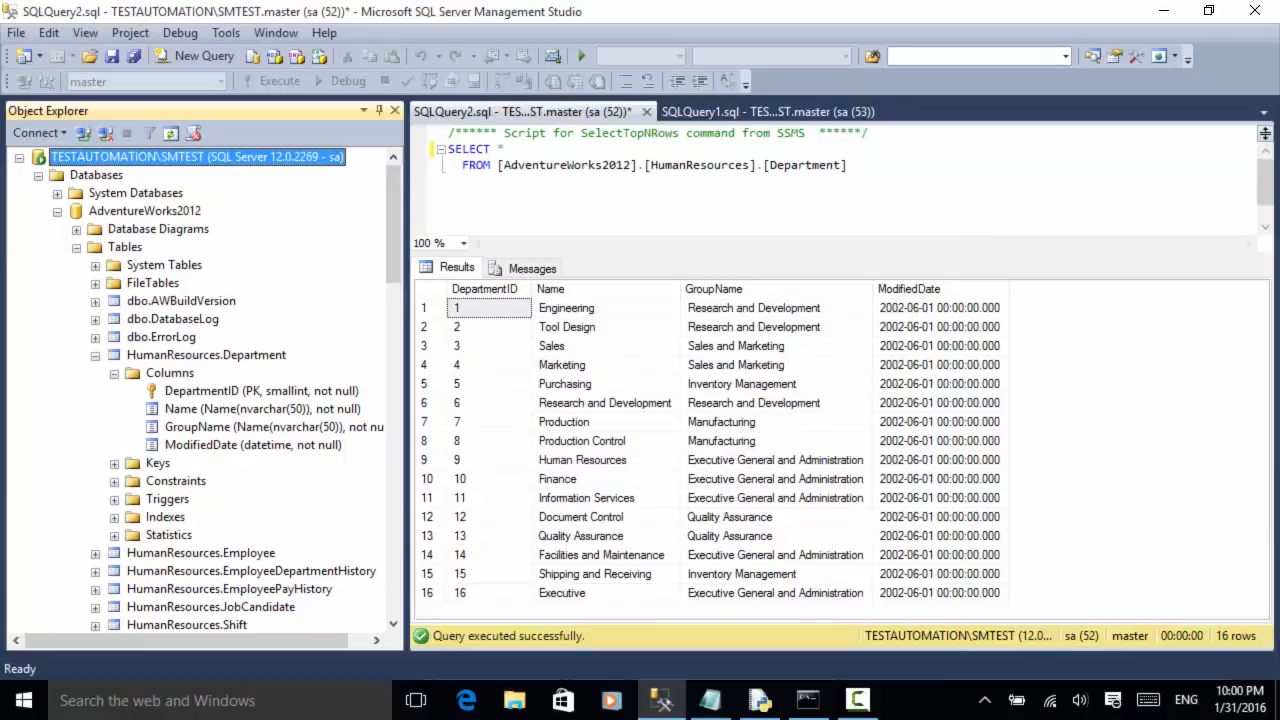 SQLQuery2.sql - TESTAUTOMATION\SMTEST.master (sa (52))* - Microsoft SQL Server Management Studio
File Edit View Project Debug Tools Window Help
New Query
master Execute Debug
Object Explorer
Connect
TESTAUTOMATION\SMTEST (SQL Server 12.0.2269 - sa)
Databases
System Databases
AdventureWorks2012
Database Diagrams
Tables
System Tables
FileTables
dbo.AWBuildVersion
dbo.DatabaseLog
dbo.ErrorLog
HumanResources.Department
Columns
DepartmentID (PK, smallint, not null)
Name (Name(nvarchar(50)), not null)
GroupName (Name(nvarchar(50)), not nu
ModifiedDate (datetime, not null)
Keys
Constraints
Triggers
Indexes
Statistics
HumanResources.Employee
HumanResources.EmployeeDepartmentHistory
HumanResources.EmployeePayHistory
HumanResources.JobCandidate
HumanResources.Shift
SQLQuery2.sql - TES...ST.master (sa (52))* SQLQuery1.sql - TES...ST.master (sa (53))
/****** Script for SelectTopNRows command from SSMS ******/
SELECT *
FROM [AdventureWorks2012].[HumanResources].[Department]
100 %
Results Messages
DepartmentID Name GroupName ModifiedDate
1 1 Engineering Research and Development 2002-06-01 00:00:00.000
2 2 Tool Design Research and Development 2002-06-01 00:00:00.000
3 3 Sales Sales and Marketing 2002-06-01 00:00:00.000
4 4 Marketing Sales and Marketing 2002-06-01 00:00:00.000
5 5 Purchasing Inventory Management 2002-06-01 00:00:00.000
6 6 Research and Development Research and Development 2002-06-01 00:00:00.000
7 7 Production Manufacturing 2002-06-01 00:00:00.000
8 8 Production Control Manufacturing 2002-06-01 00:00:00.000
9 9 Human Resources Executive General and Administration 2002-06-01 00:00:00.000
10 10 Finance Executive General and Administration 2002-06-01 00:00:00.000
11 11 Information Services Executive General and Administration 2002-06-01 00:00:00.000
12 12 Document Control Quality Assurance 2002-06-01 00:00:00.000
13 13 Quality Assurance Quality Assurance 2002-06-01 00:00:00.000
14 14 Facilities and Maintenance Executive General and Administration 2002-06-01 00:00:00.000
15 15 Shipping and Receiving Inventory Management 2002-06-01 00:00:00.000
16 16 Executive Executive General and Administration 2002-06-01 00:00:00.000
Query executed successfully. TESTAUTOMATION\SMTEST (12.0... sa (52) master 00:00:00 16 rows
Ready
Search the web and Windows
ENG
10:00 PM
1/31/2016